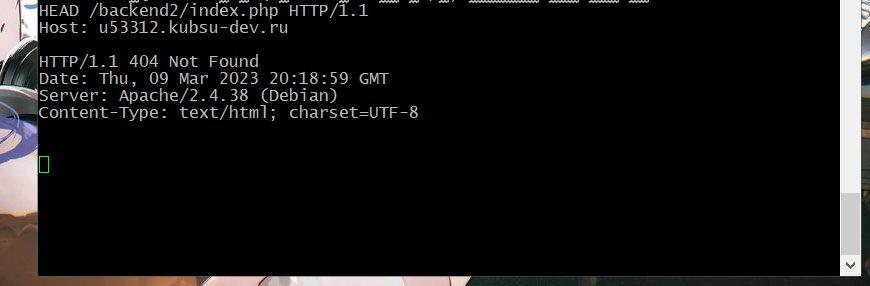 HEAD /backend2/index.php HTTP/1.1
Host: u53312.kubsu-dev.ru
HTTP/1.1 404 Not Found
Date: Thu, 09 Mar 2023 20:18:59 GMT
Server: Apache/2.4.38 (Debian)
Content-Type: text/html; charset=UTF-8